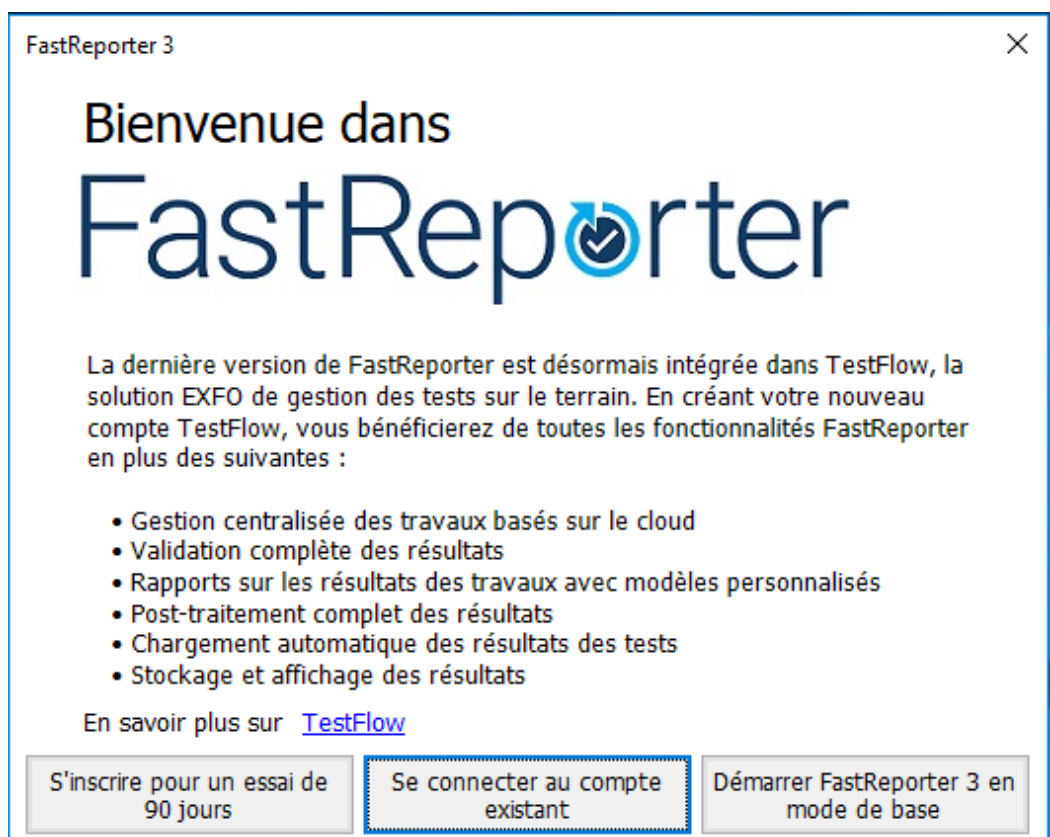 FastReporter 3
Bienvenue dans
FastReporter
La dernière version de FastReporter est désormais intégrée dans TestFlow, la
solution EXFO de gestion des tests sur le terrain. En créant votre nouveau
compte TestFlow, vous bénéficierez de toutes les fonctionnalités FastReporter
en plus des suivantes :
• Gestion centralisée des travaux basés sur le cloud
• Validation complète des résultats
• Rapports sur les résultats des travaux avec modèles personnalisés
• Post-traitement complet des résultats
• Chargement automatique des résultats des tests
• Stockage et affichage des résultats
En savoir plus sur TestFlow
S'inscrire pour un essai de
90 jours
Se connecter au compte
existant
Démarrer FastReporter 3 en
mode de base